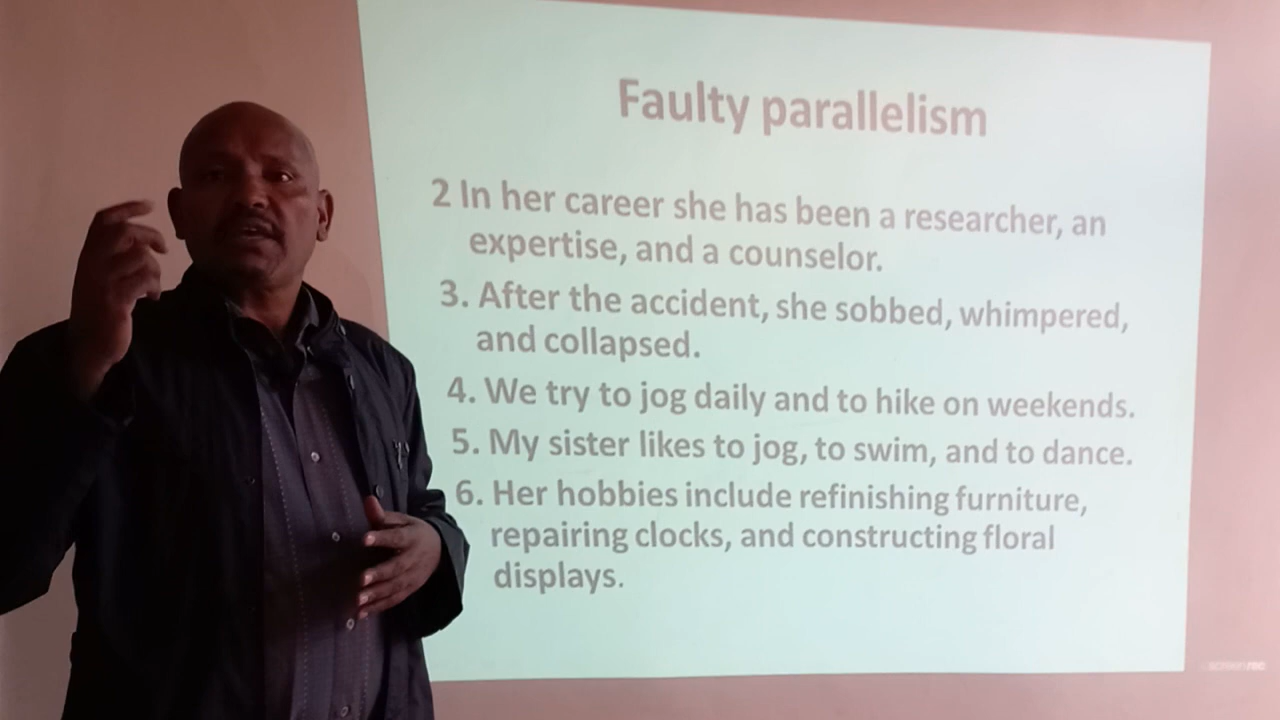 Faulty parallelism
2 In her career she has been a researcher, an
expertise, and a counselor.
3. After the accident, she sobbed, whimpered,
and collapsed.
4. We try to jog daily and to hike on weekends.
5. My sister likes to jog, to swim, and to dance.
6. Her hobbies include refinishing furniture,
repairing clocks, and constructing floral
displays.
screenrec